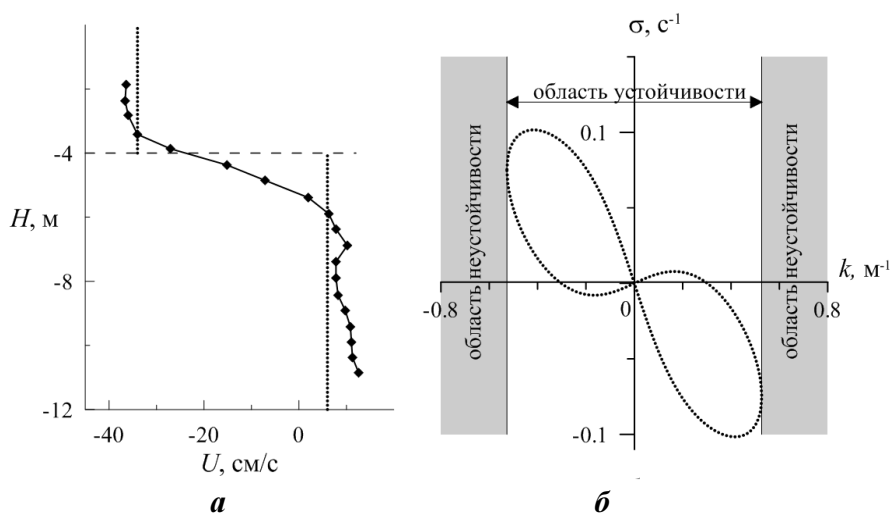 H, м
-4
-8
-12
-40
-20
0
U, см/с
а
σ, с-1
область устойчивости
0.1
область неустойчивости
область неустойчивости
k, м-1
-0.8
0
0.8
-0.1
б